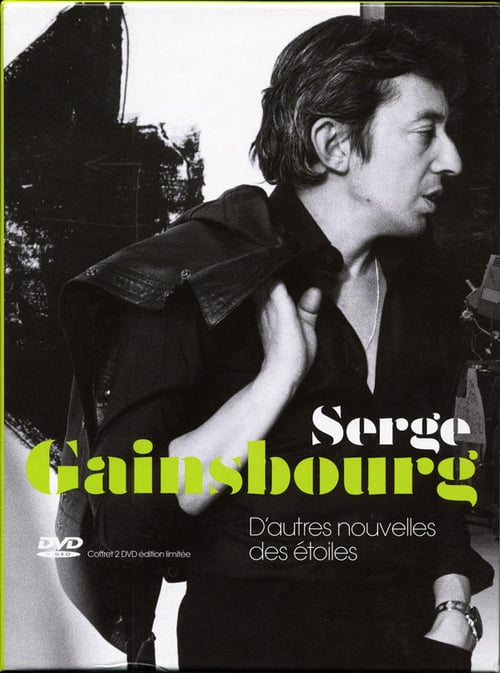 Serge
Gainsbourg
D'autres nouvelles
des étoiles
DVD
VIDEO
Coffret 2 DVD édition limitée